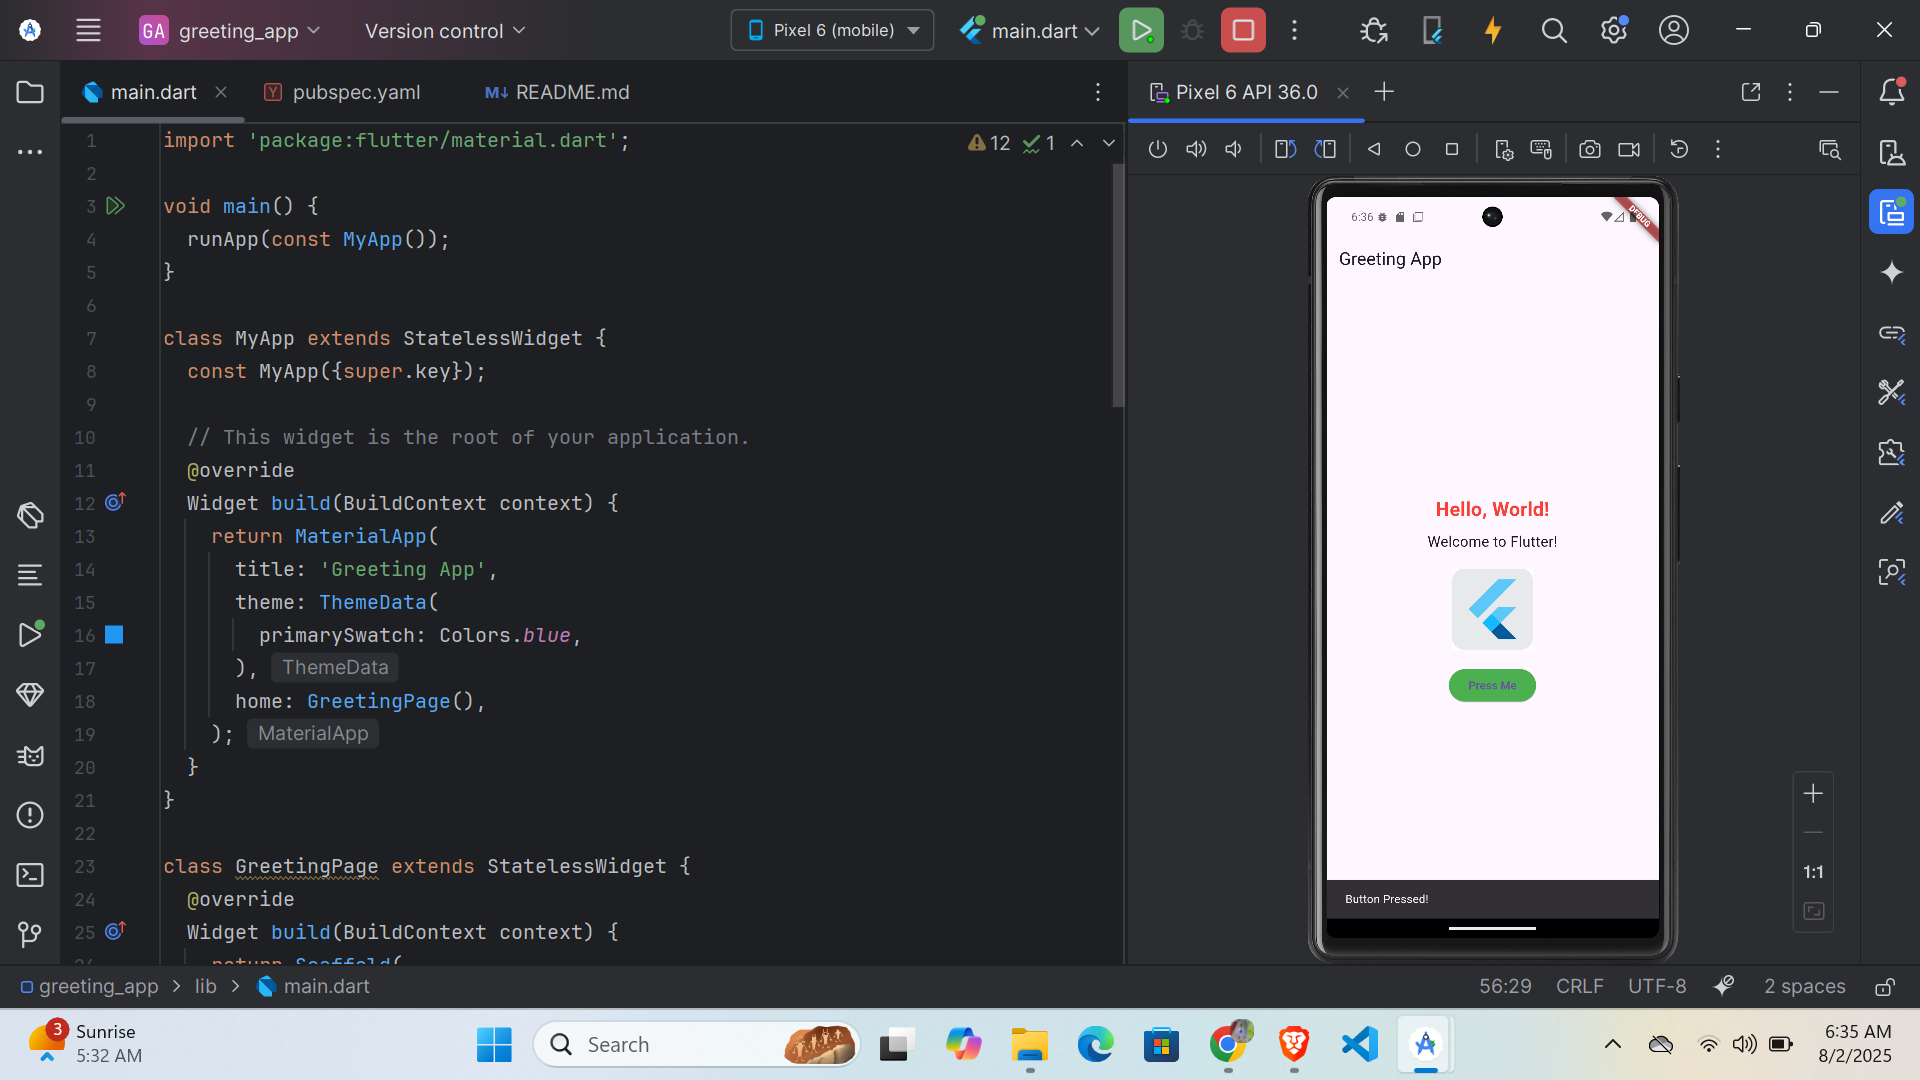 GA greeting_app Version control Pixel 6 (mobile) main.dart
main.dart pubspec.yaml M↓ README.md Pixel 6 API 36.0
12 1
1 import 'package:flutter/material.dart';
2
3 void main() {
4 runApp(const MyApp());
5 }
6
7 class MyApp extends StatelessWidget {
8 const MyApp({super.key});
9
10 // This widget is the root of your application.
11 @override
12 Widget build(BuildContext context) {
13 return MaterialApp(
14 title: 'Greeting App',
15 theme: ThemeData(
16 primarySwatch: Colors.blue,
17 ), ThemeData
18 home: GreetingPage(),
19 ); MaterialApp
20 }
21 }
22
23 class GreetingPage extends StatelessWidget {
24 @override
25 Widget build(BuildContext context) {
26 return Scaffold(
6:36
DEBUG
Greeting App
Hello, World!
Welcome to Flutter!
Press Me
Button Pressed!
1:1
greeting_app > lib > main.dart 56:29 CRLF UTF-8 2 spaces
3 Sunrise
5:32 AM
Search
6:35 AM
8/2/2025